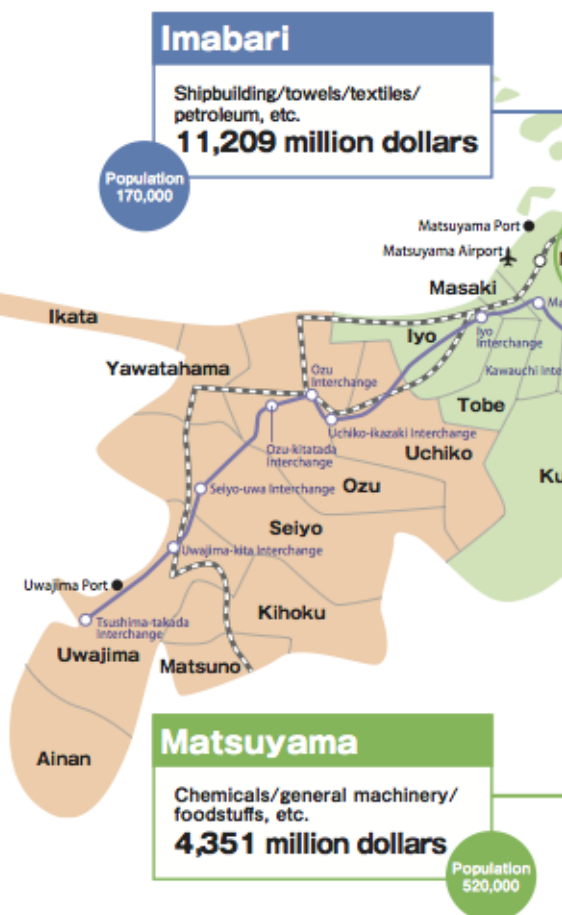 Imabari
Shipbuilding/towels/textiles/
petroleum, etc.
11,209 million dollars
Population
170,000
Matsuyama Port
Matsuyama Airport
Masaki
Ikata
Iyo
Iyo
Interchange
Yawatahama
Ozu
Interchange
Kawauchi Inte
Tobe
Uchiko-ikazaki Interchange
Ozu-kitatada
Interchange
Uchiko
Ku
Seiyo-uwa Interchange
Ozu
Seiyo
Uwajima-kita Interchange
Uwajima Port
Kihoku
Tsushima-takada
Interchange
Uwajima
Matsuno
Ainan
Matsuyama
Chemicals/general machinery/
foodstuffs, etc.
4,351 million dollars
Population
520,000